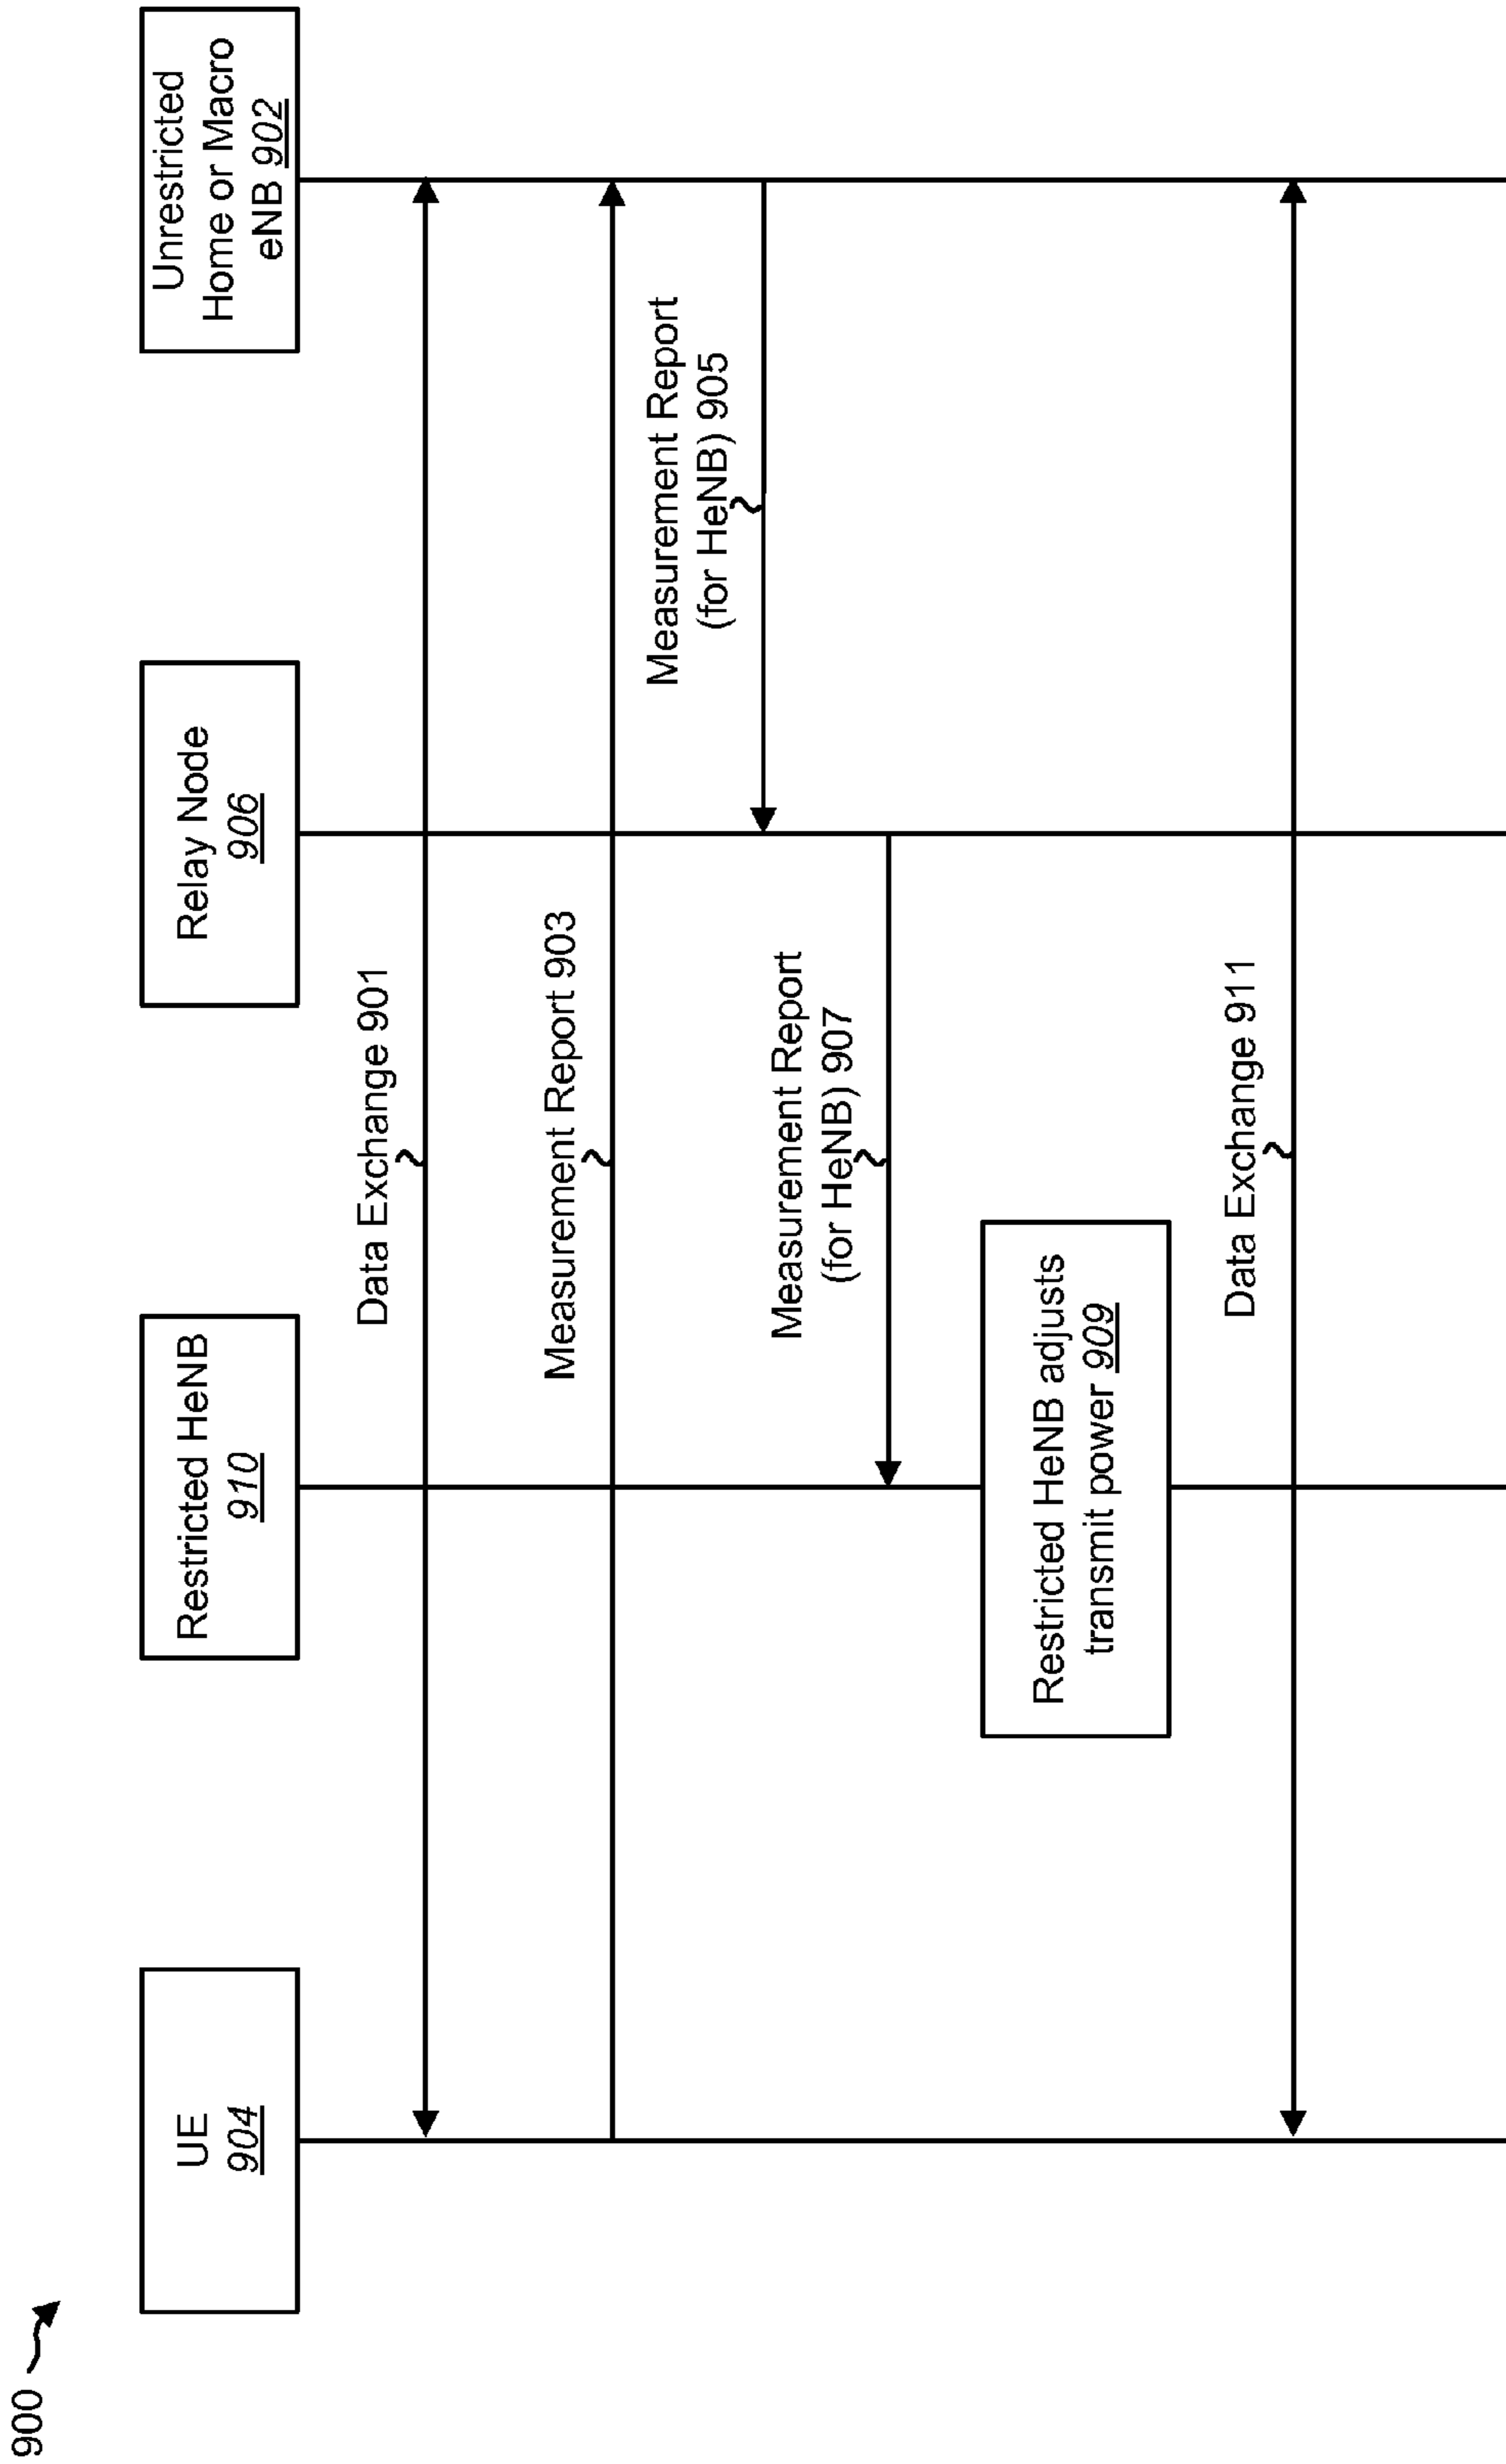 900
UE
904
Restricted HeNB
910
Relay Node
906
Unrestricted
Home or Macro
eNB 902
Data Exchange 901
Measurement Report 903
Measurement Report
(for HeNB) 905
Measurement Report
(for HeNB) 907
Restricted HeNB adjusts
transmit power 909
Data Exchange 911